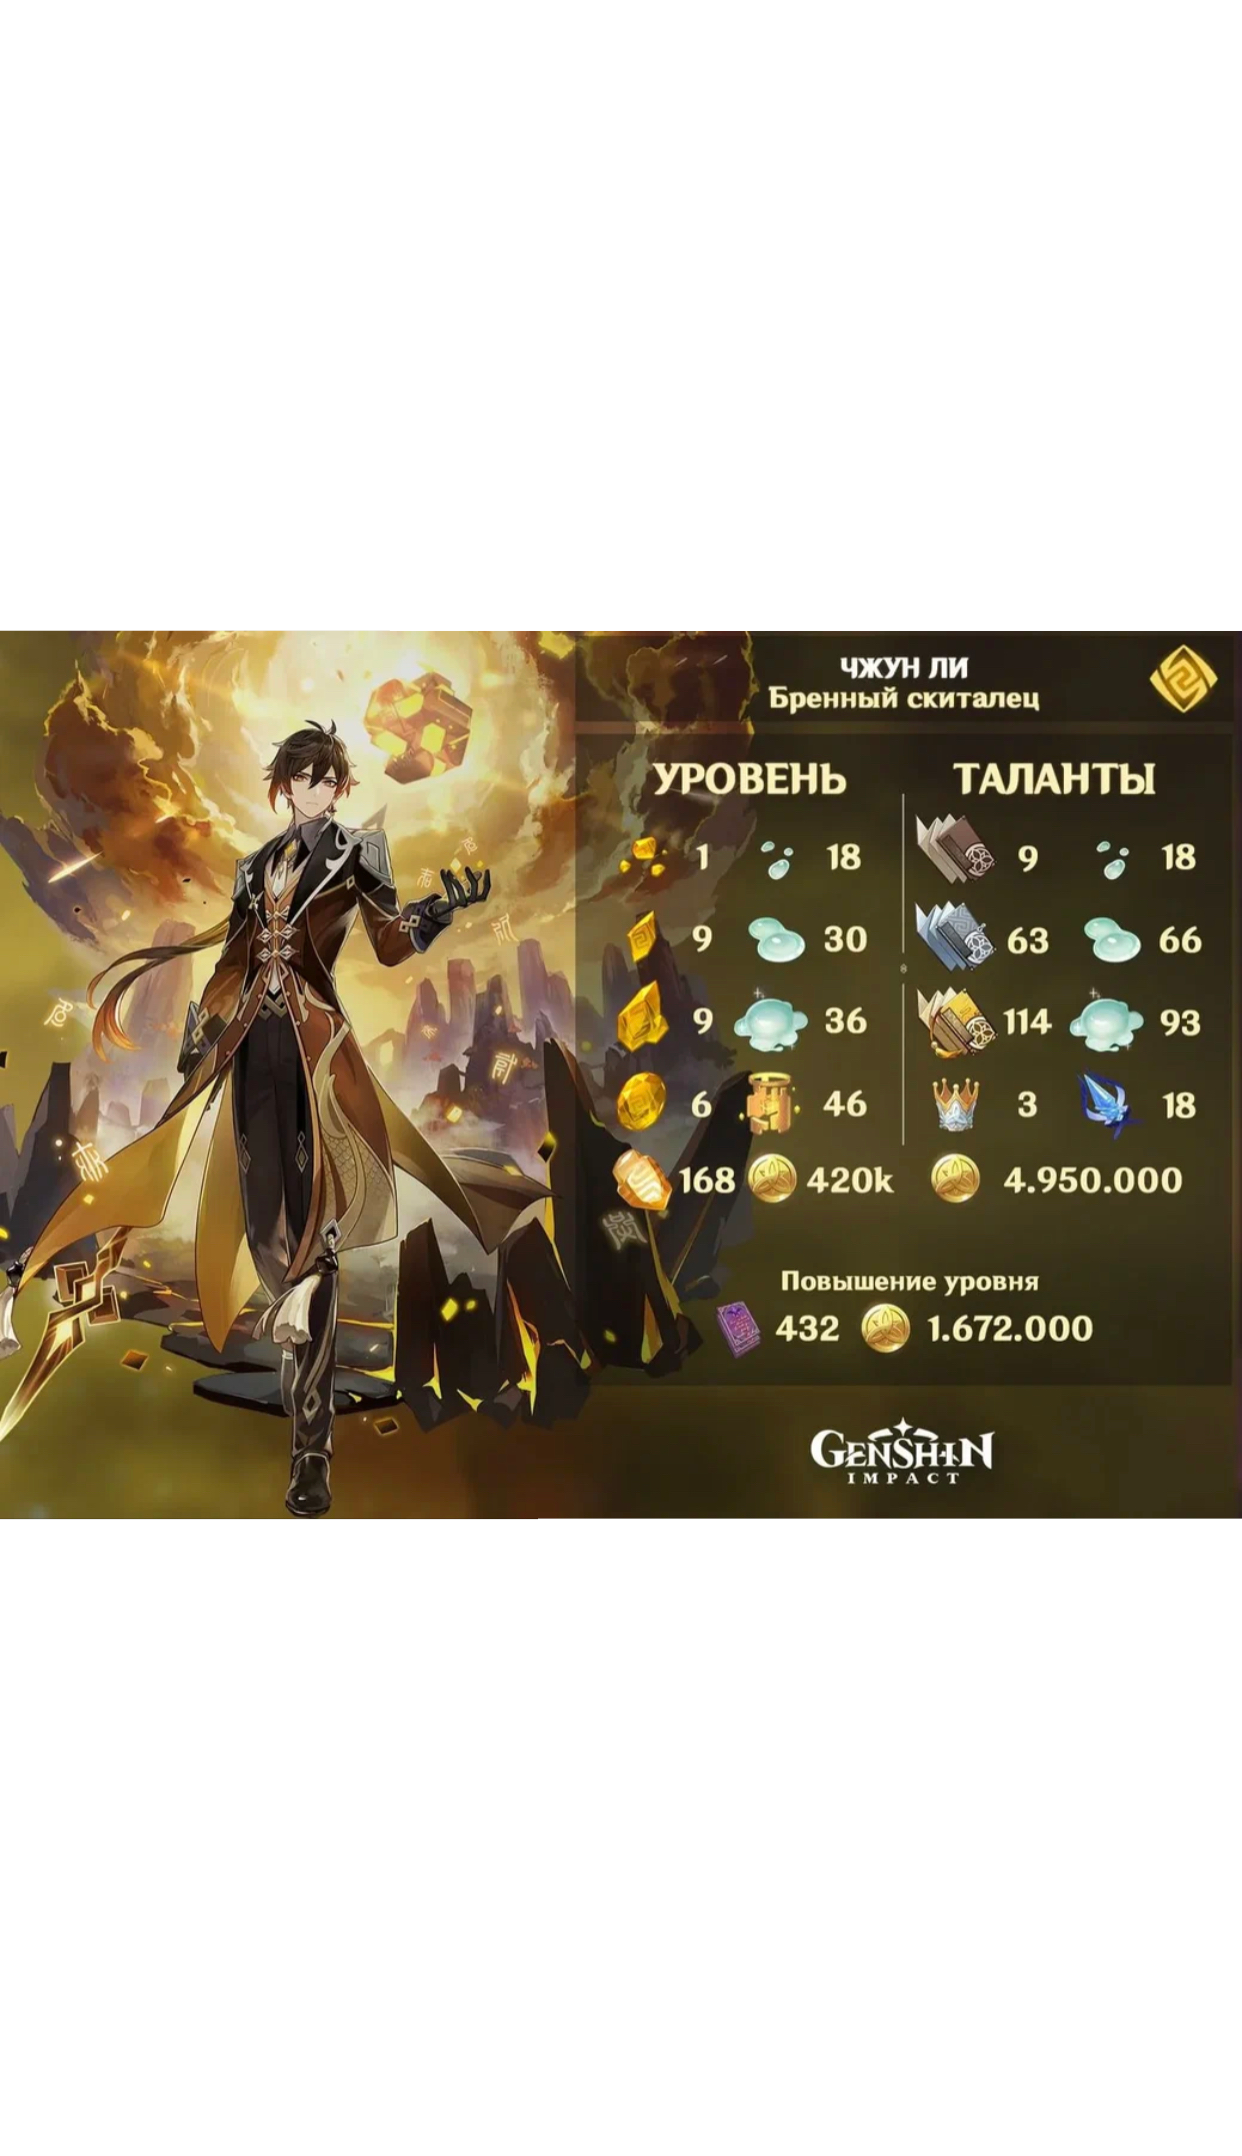 ЧЖУН ЛИ
Бренный скиталец
УРОВЕНЬ
1 18
9 30
9 36
6 46
168 420k
ТАЛАНТЫ
9 18
63 66
114 93
3 18
4.950.000
Повышение уровня
432 1.672.000
GENSHIN
IMPACT